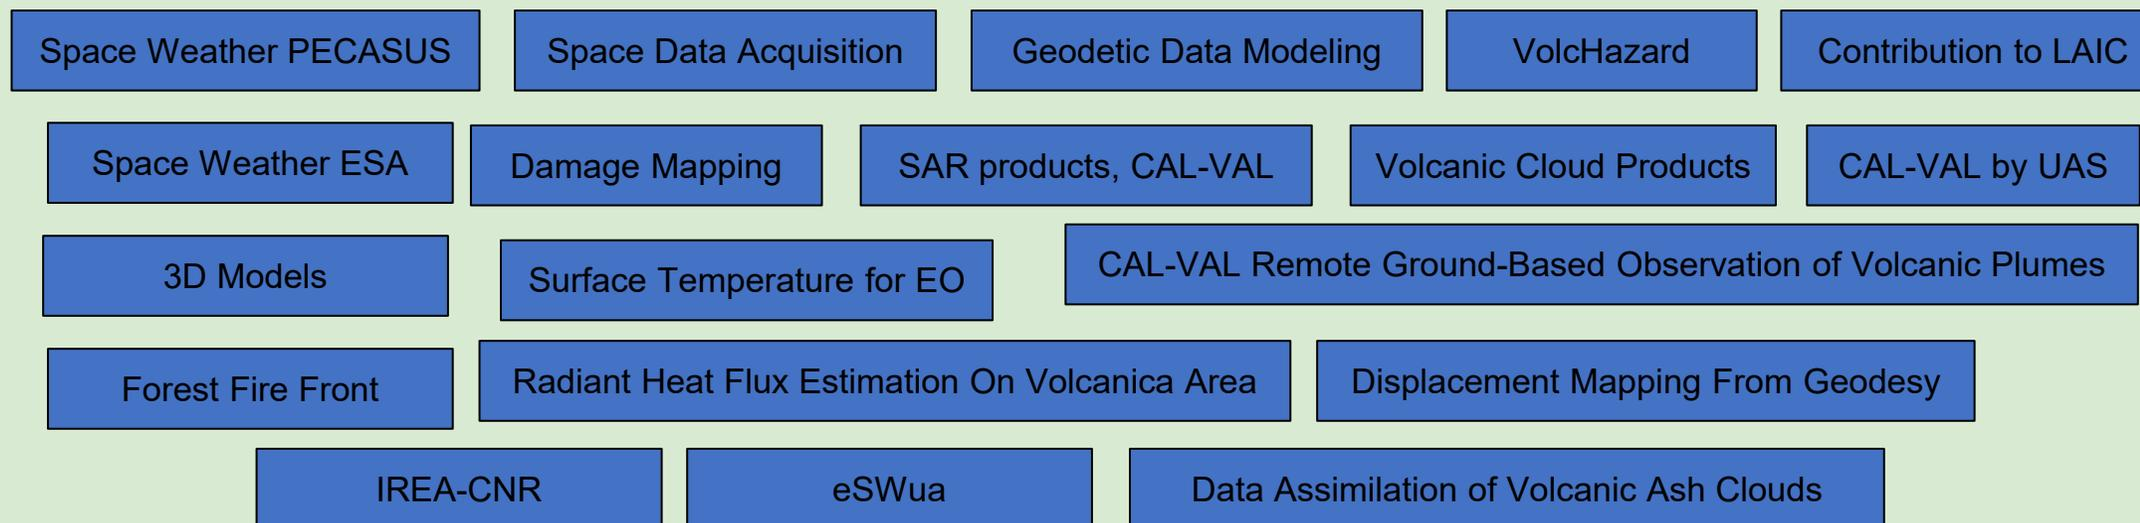 Space Weather PECASUS
Space Data Acquisition
Geodetic Data Modeling
VolcHazard
Contribution to LAIC
Space Weather ESA
Damage Mapping
SAR products, CAL-VAL
Volcanic Cloud Products
CAL-VAL by UAS
3D Models
Surface Temperature for EO
CAL-VAL Remote Ground-Based Observation of Volcanic Plumes
Forest Fire Front
Radiant Heat Flux Estimation On Volcanica Area
Displacement Mapping From Geodesy
IREA-CNR
eSWua
Data Assimilation of Volcanic Ash Clouds